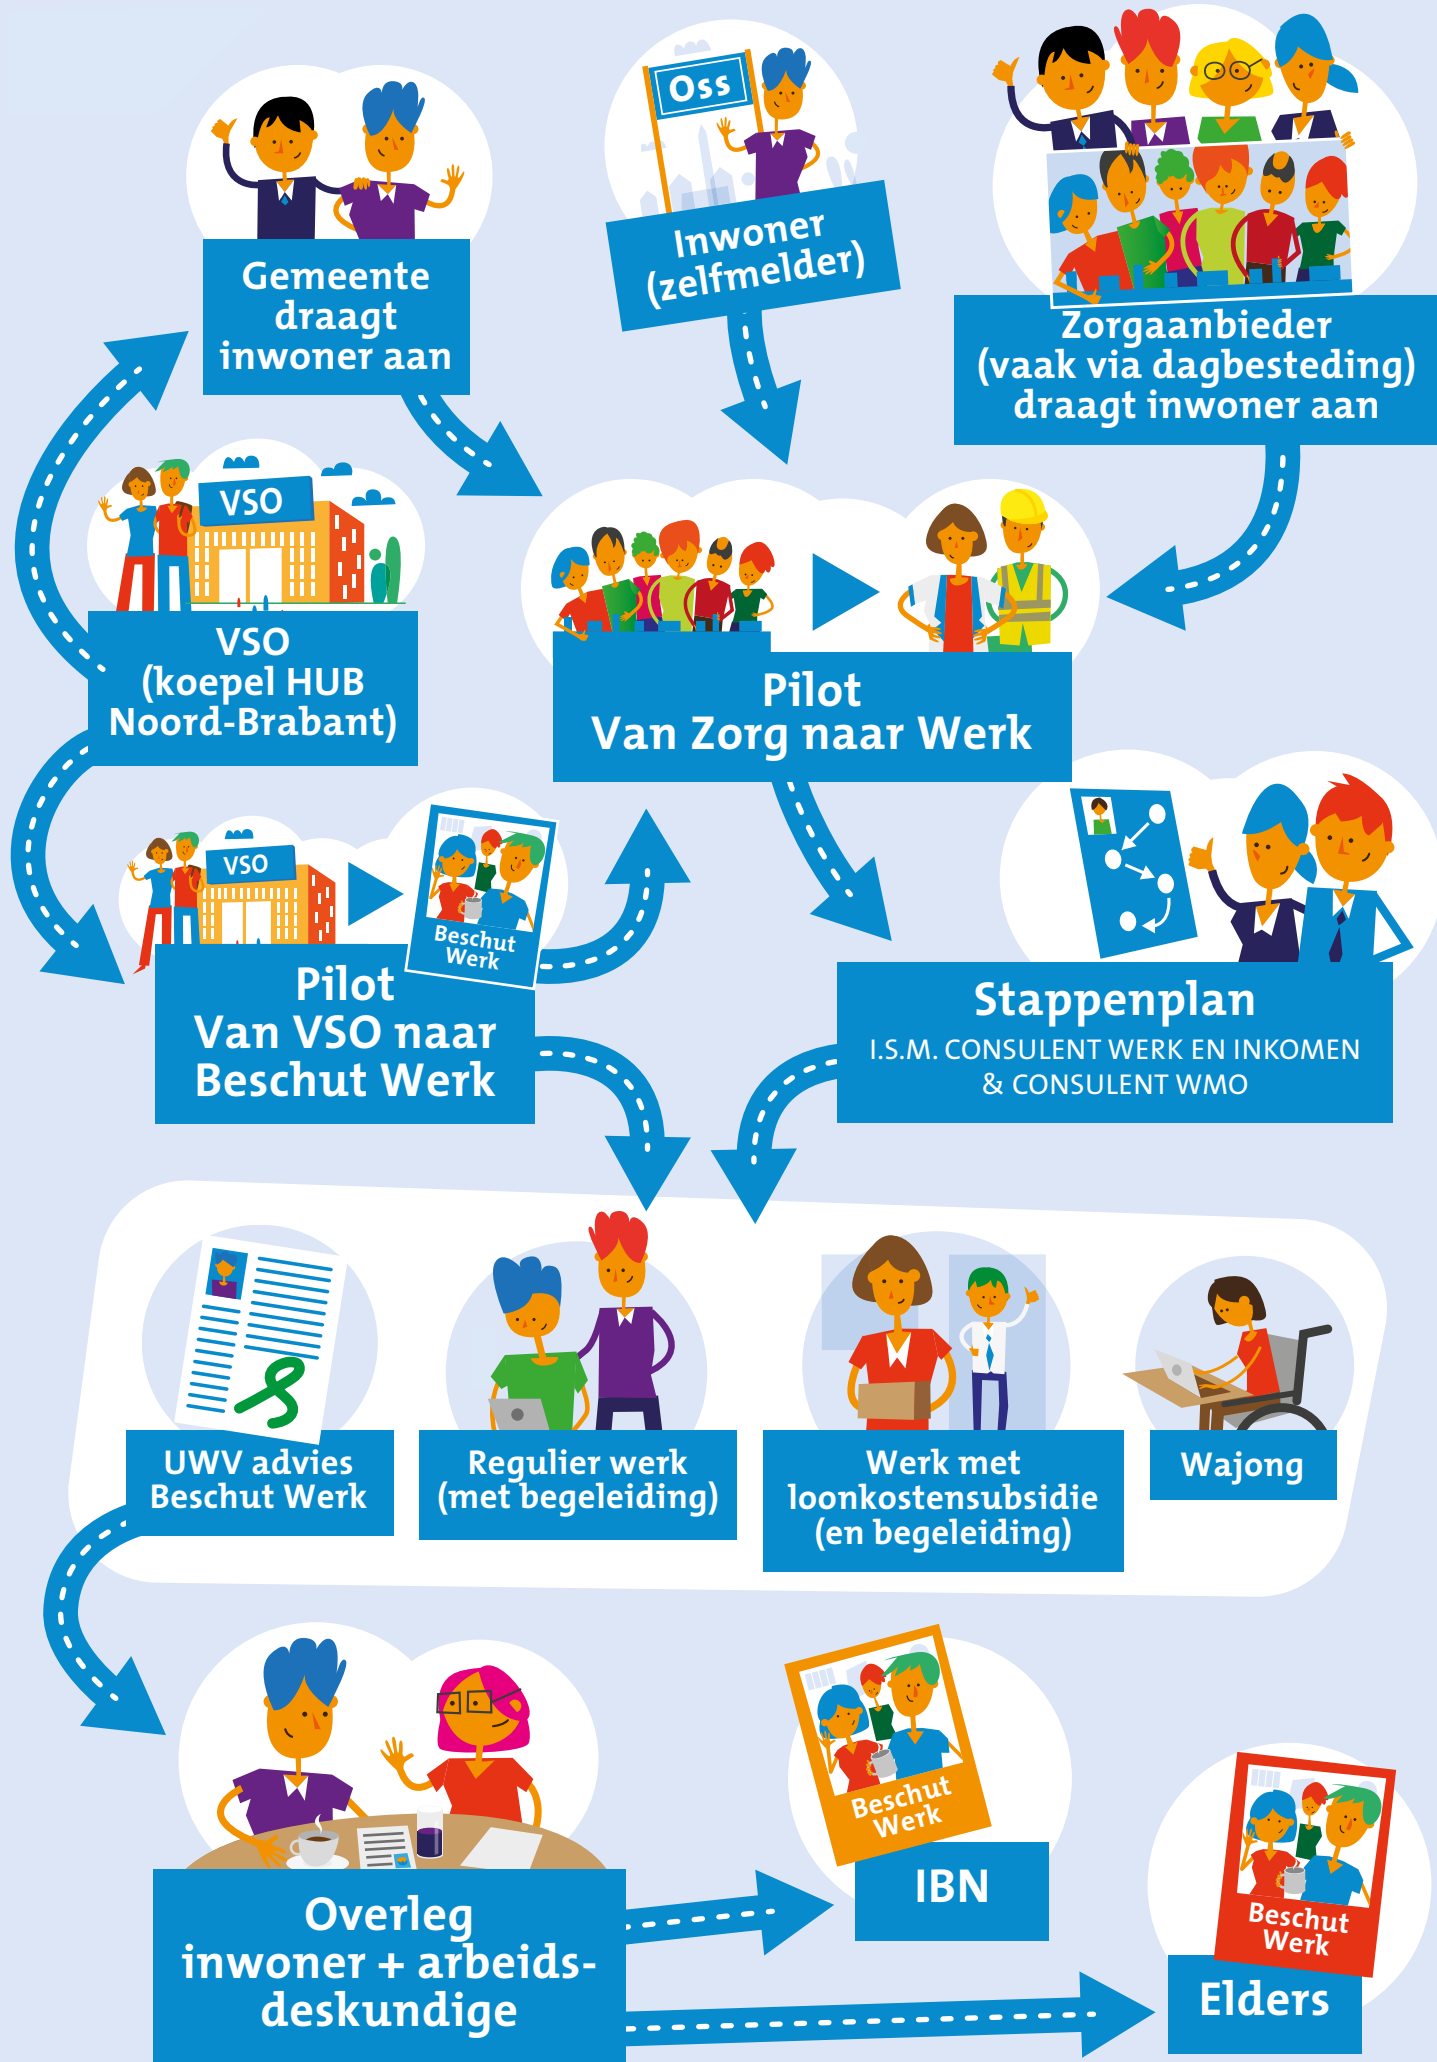 Oss
Gemeente
draagt
inwoner aan
Inwoner
(zelfmelder)
Zorgaanbieder
(vaak via dagbesteding)
draagt inwoner aan
VSO
VSO
(koepel HUB
Noord-Brabant)
Pilot
Van Zorg naar Werk
VSO
Beschut
Werk
Pilot
Van VSO naar
Beschut Werk
Stappenplan
I.S.M. CONSULENT WERK EN INKOMEN
& CONSULENT WMO
UWV advies
Beschut Werk
Regulier werk
(met begeleiding)
Werk met
loonkostensubsidie
(en begeleiding)
Wajong
Beschut
Werk
IBN
Beschut
Werk
Elders
Overleg
inwoner + arbeids-
deskundige